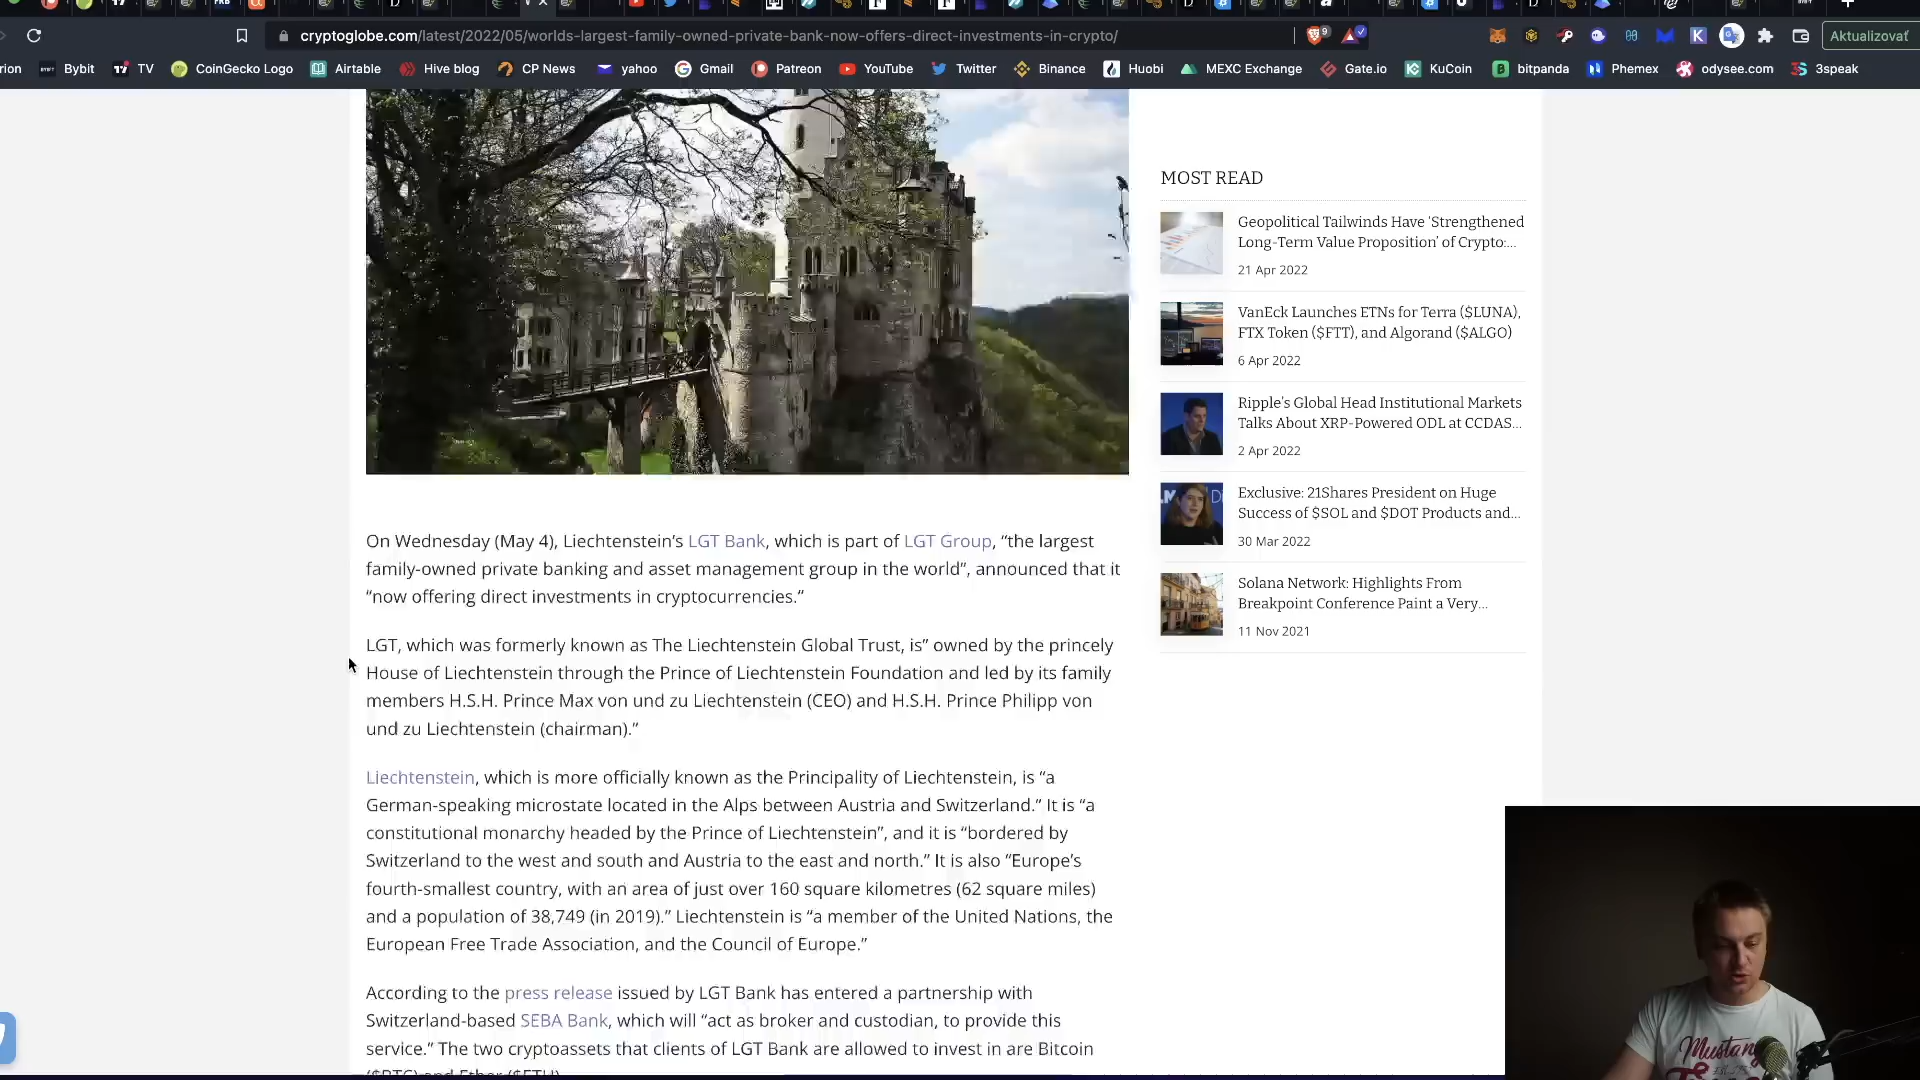 cryptoglobe.com/latest/2022/05/worlds-largest-family-owned-private-bank-now-offers-direct-investments-in-crypto/
9
Aktualizovať
rion
Bybit
TV
CoinGecko Logo
Airtable
Hive blog
CP News
yahoo
Gmail
Patreon
YouTube
Twitter
Binance
Huobi
MEXC Exchange
Gate.io
KuCoin
bitpanda
Phemex
odysee.com
3speak
On Wednesday (May 4), Liechtenstein’s LGT Bank, which is part of LGT Group, “the largest
family-owned private banking and asset management group in the world”, announced that it
“now offering direct investments in cryptocurrencies.“
LGT, which was formerly known as The Liechtenstein Global Trust, is” owned by the princely
House of Liechtenstein through the Prince of Liechtenstein Foundation and led by its family
members H.S.H. Prince Max von und zu Liechtenstein (CEO) and H.S.H. Prince Philipp von
und zu Liechtenstein (chairman).”
Liechtenstein, which is more officially known as the Principality of Liechtenstein, is “a
German-speaking microstate located in the Alps between Austria and Switzerland.” It is “a
constitutional monarchy headed by the Prince of Liechtenstein”, and it is “bordered by
Switzerland to the west and south and Austria to the east and north.” It is also “Europe’s
fourth-smallest country, with an area of just over 160 square kilometres (62 square miles)
and a population of 38,749 (in 2019).” Liechtenstein is “a member of the United Nations, the
European Free Trade Association, and the Council of Europe.”
According to the press release issued by LGT Bank has entered a partnership with
Switzerland-based SEBA Bank, which will “act as broker and custodian, to provide this
service.” The two cryptoassets that clients of LGT Bank are allowed to invest in are Bitcoin
($BTC) and Ether ($ETH)
MOST READ
Geopolitical Tailwinds Have ‘Strengthened
Long-Term Value Proposition’ of Crypto:...
21 Apr 2022
VanEck Launches ETNs for Terra ($LUNA),
FTX Token ($FTT), and Algorand ($ALGO)
6 Apr 2022
Ripple’s Global Head Institutional Markets
Talks About XRP-Powered ODL at CCDAS...
2 Apr 2022
Exclusive: 21Shares President on Huge
Success of $SOL and $DOT Products and...
30 Mar 2022
Solana Network: Highlights From
Breakpoint Conference Paint a Very...
11 Nov 2021
Mustang